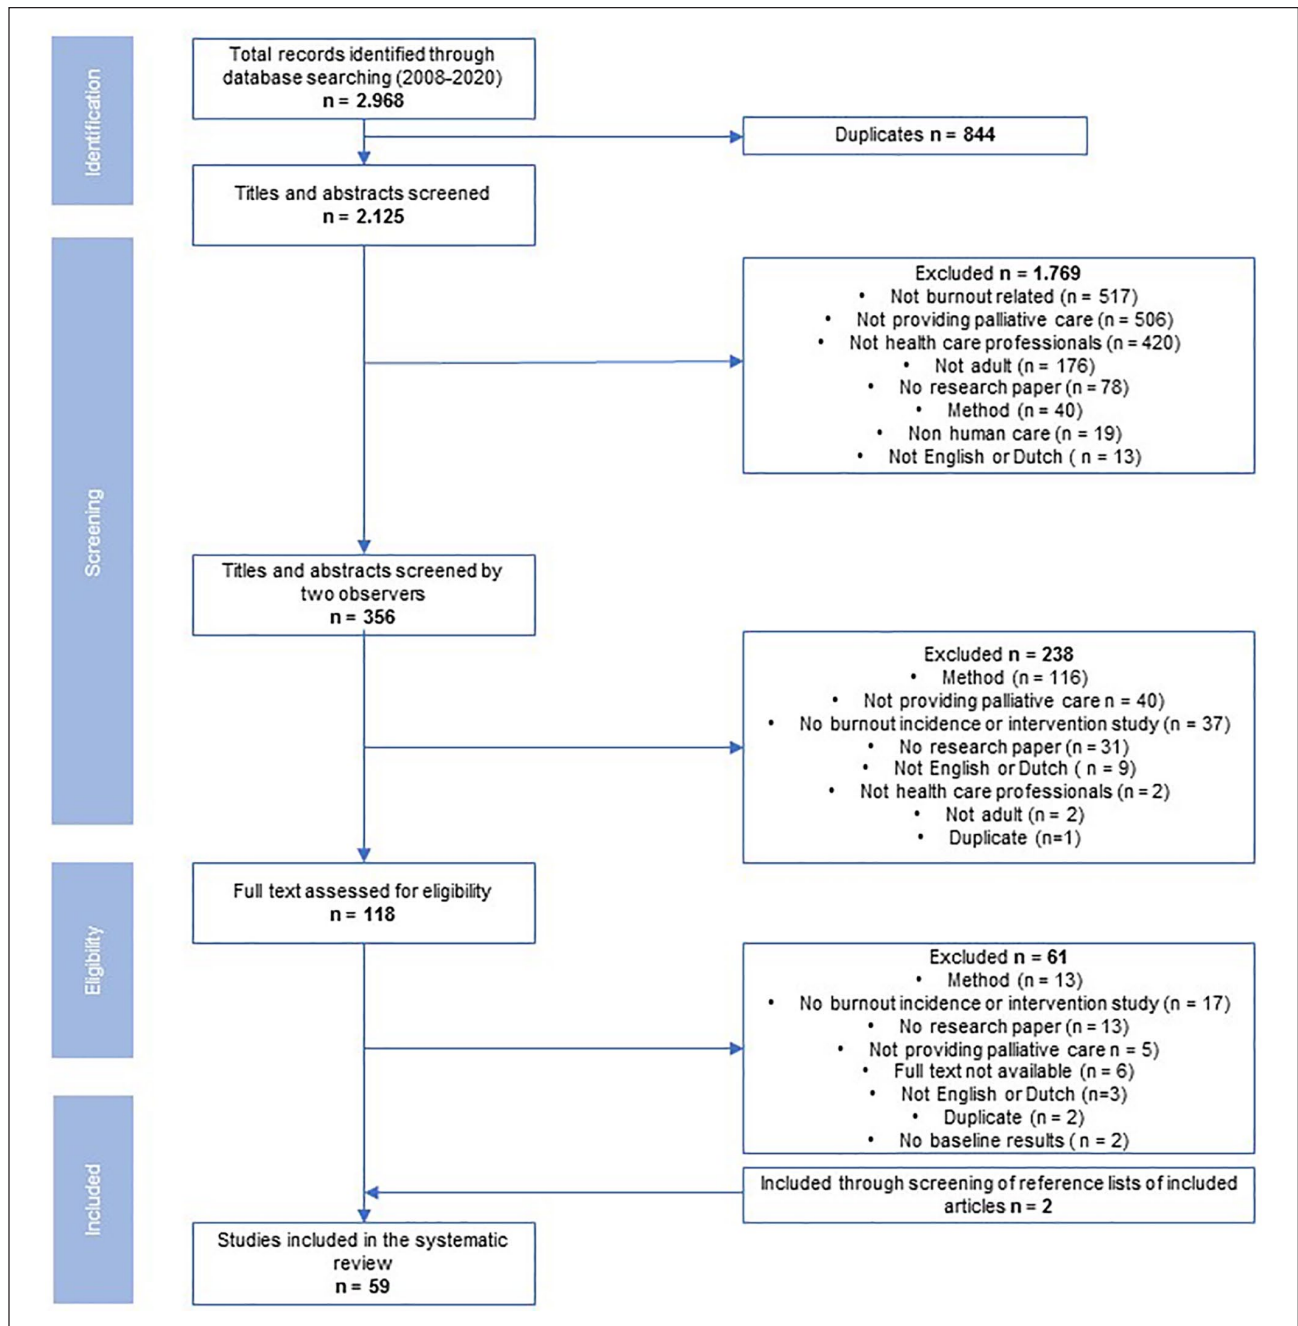 Identification
Total records identified through
database searching (2008-2020)
n = 2.968
Duplicates n = 844
Titles and abstracts screened
n = 2.125
Screening
Excluded n = 1.769
• Not burnout related (n = 517)
• Not providing palliative care (n = 506)
• Not health care professionals (n = 420)
• Not adult (n = 176)
• No research paper (n = 78)
• Method (n = 40)
• Non human care (n = 19)
• Not English or Dutch ( n = 13)
Titles and abstracts screened by
two observers
n = 356
Excluded n = 238
• Method (n = 116)
• Not providing palliative care n = 40)
• No burnout incidence or intervention study (n = 37)
• No research paper (n = 31)
• Not English or Dutch ( n = 9)
• Not health care professionals (n = 2)
• Not adult (n = 2)
• Duplicate (n=1)
Eligibility
Full text assessed for eligibility
n = 118
Excluded n = 61
• Method (n = 13)
• No burnout incidence or intervention study (n = 17)
• No research paper (n = 13)
• Not providing palliative care n = 5)
• Full text not available (n = 6)
• Not English or Dutch (n=3)
• Duplicate (n = 2)
• No baseline results ( n = 2)
Included
Included through screening of reference lists of included
articles n = 2
Studies included in the systematic
review
n = 59